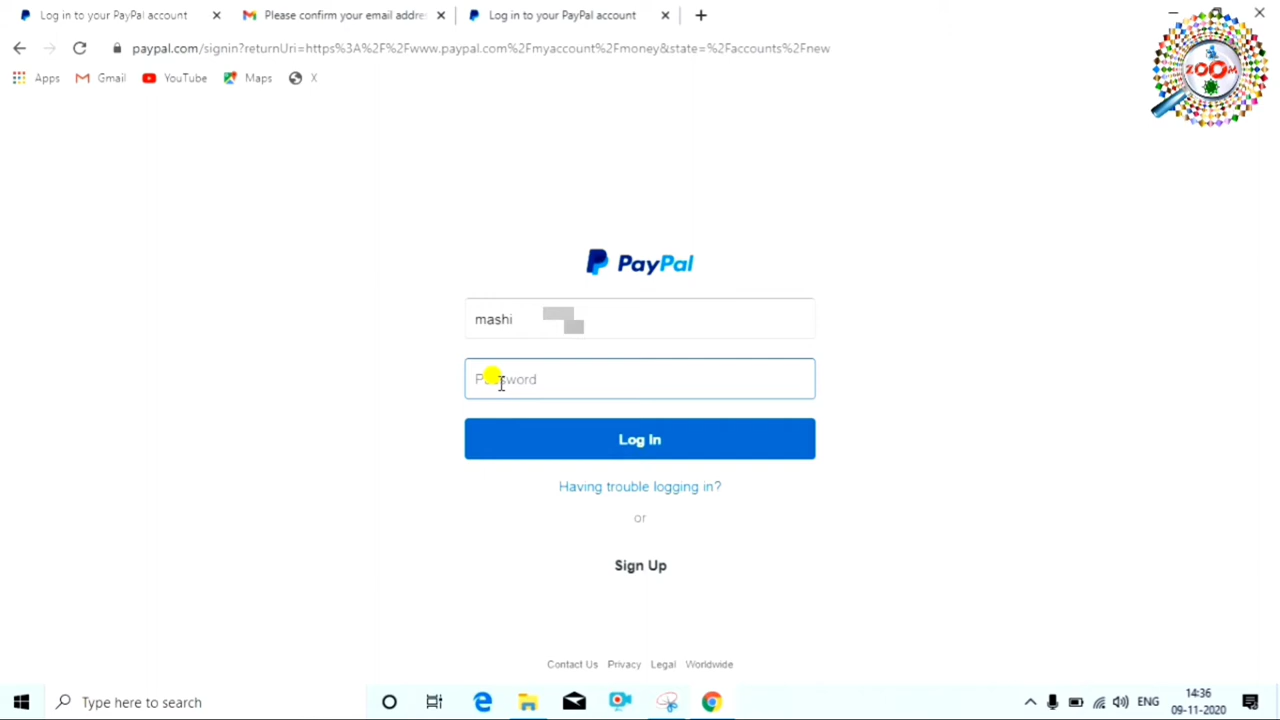 Log in to your PayPal account
Please confirm your email addre
Log in to your PayPal account
paypal.com/signin?returnUri=https%3A%2F%2Fwww.paypal.com%2Fmyaccount%2Fmoney&state=%2Faccounts%2Fnew
Apps Gmail YouTube Maps X
ZOOM
PayPal
mashi
Password
Log In
Having trouble logging in?
or
Sign Up
Contact Us Privacy Legal Worldwide
Type here to search
ENG
14:36
09-11-2020